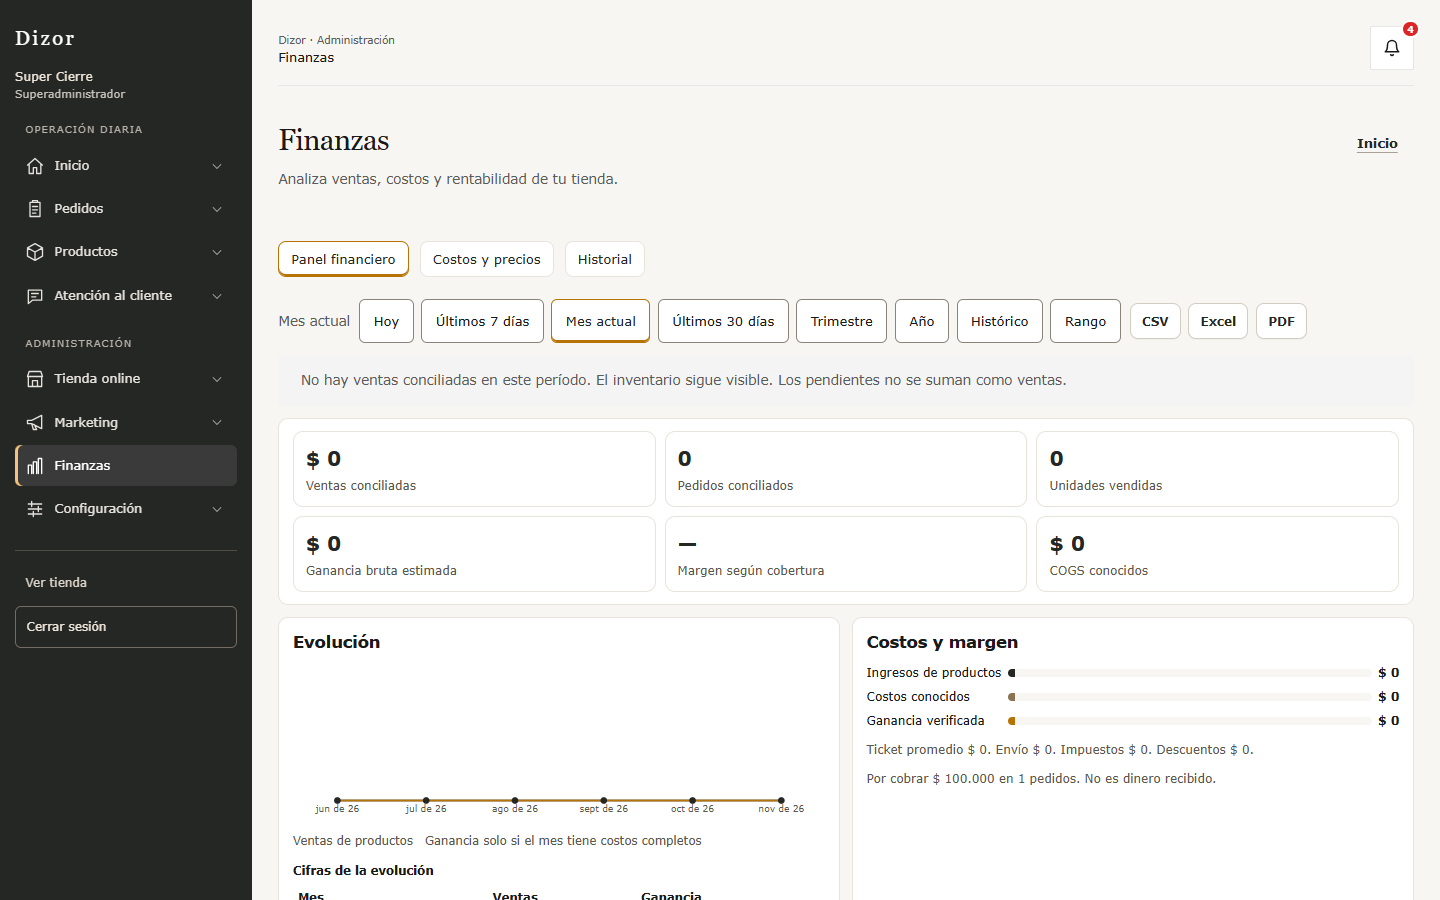 Dizor
Super Cierre
Superadministrador
OPERACIÓN DIARIA
Inicio
Pedidos
Productos
Atención al cliente
ADMINISTRACIÓN
Tienda online
Marketing
Finanzas
Configuración
Ver tienda
Cerrar sesión
Dizor · Administración
Finanzas
4
Finanzas
Inicio
Analiza ventas, costos y rentabilidad de tu tienda.
Panel financiero Costos y precios Historial
Mes actual Hoy Últimos 7 días Mes actual Últimos 30 días Trimestre Año Histórico Rango CSV Excel PDF
No hay ventas conciliadas en este período. El inventario sigue visible. Los pendientes no se suman como ventas.
$ 0
Ventas conciliadas
0
Pedidos conciliados
0
Unidades vendidas
$ 0
Ganancia bruta estimada
—
Margen según cobertura
$ 0
COGS conocidos
Evolución
jun de 26 jul de 26 ago de 26 sept de 26 oct de 26 nov de 26
Ventas de productos Ganancia solo si el mes tiene costos completos
Cifras de la evolución
Mes Ventas Ganancia
Costos y margen
Ingresos de productos $ 0
Costos conocidos $ 0
Ganancia verificada $ 0
Ticket promedio $ 0. Envío $ 0. Impuestos $ 0. Descuentos $ 0.
Por cobrar $ 100.000 en 1 pedidos. No es dinero recibido.